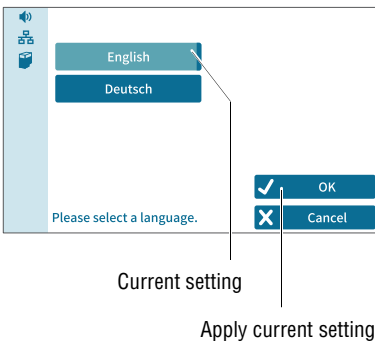 English
Deutsch
OK
Please select a language.
Cancel
Current setting
Apply current setting